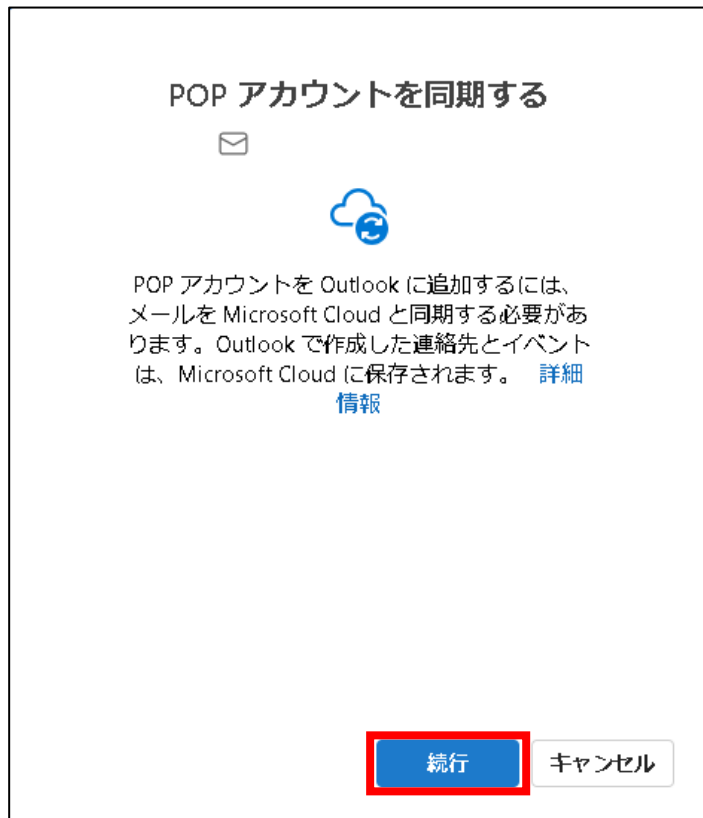 POP アカウントを同期する
POP アカウントを Outlook に追加するには、
メールを Microsoft Cloud と同期する必要があ
ります。Outlook で作成した連絡先とイベント
は、Microsoft Cloud に保存されます。 詳細
情報
続行 キャンセル